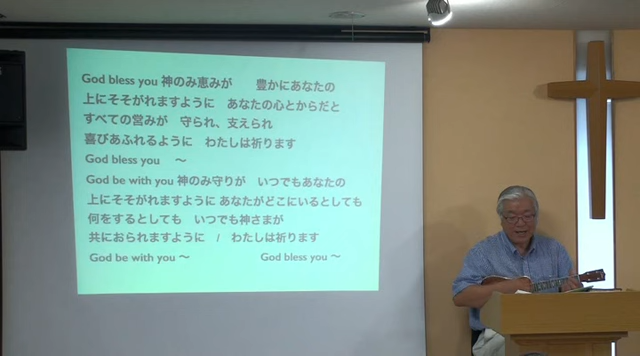 God bless you 神のみ恵みが　　豊かにあなたの
上にそそがれますように　あなたの心とからだと
すべての営みが　守られ、支えられ
喜びあふれるように　わたしは祈ります
God bless you　～
God be with you 神のみ守りが　いつでもあなたの
上にそそがれますように あなたがどこにいるとしても
何をするとしても　いつでも神さまが
共におられますように　/　わたしは祈ります
God be with you ～　　　　　God bless you ～